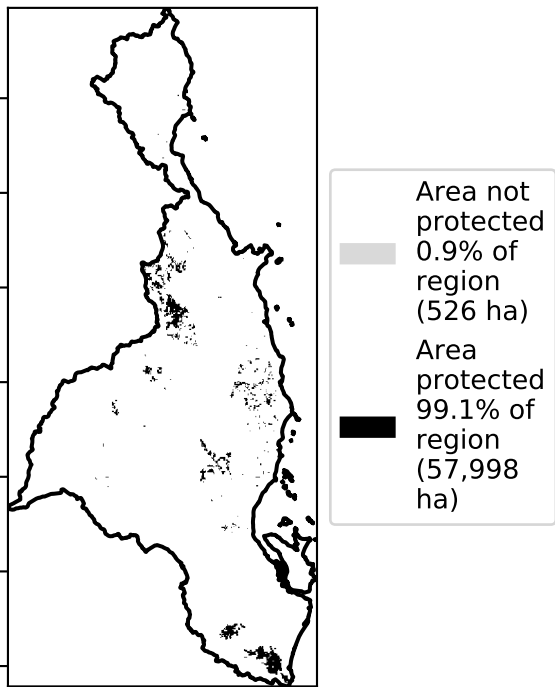 Area not
protected
0.9% of
region
(526 ha)
Area
protected
99.1% of
region
(57,998
ha)